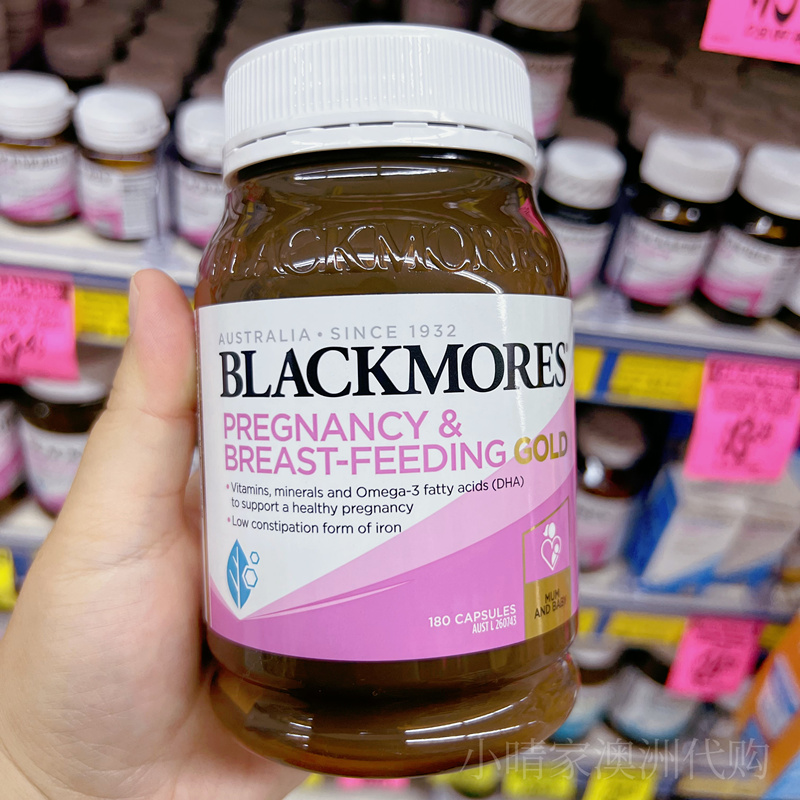 BLACKMORES
AUSTRALIA • SINCE 1932
BLACKMORES
PREGNANCY &
BREAST-FEEDING GOLD
• Vitamins, minerals and Omega-3 fatty acids (DHA)
to support a healthy pregnancy
• Low constipation form of iron
MUM
AND BABY
180 CAPSULES
AUST L 260743
小晴家澳洲代购